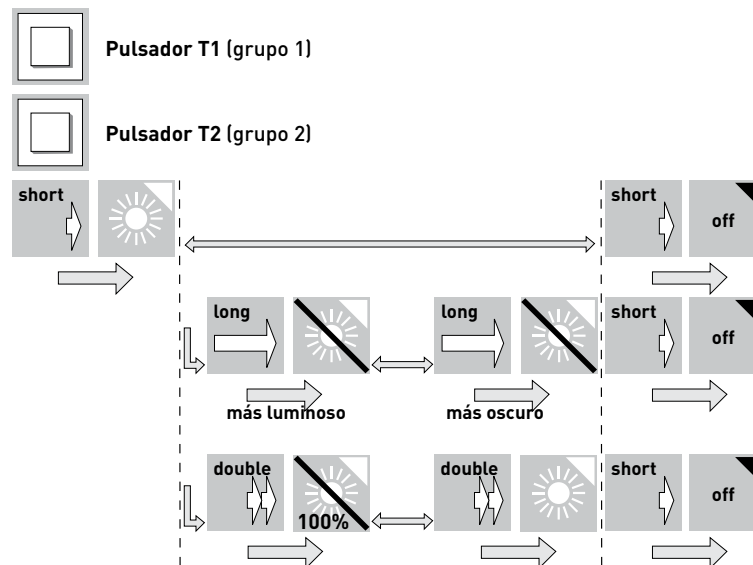 Pulsador T1 (grupo 1)
Pulsador T2 (grupo 2)
short
short
off
long
long
short
off
más luminoso
más oscuro
double
100%
double
short
off